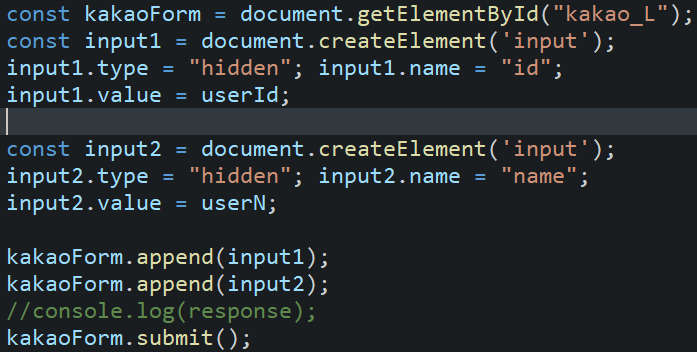 const kakaoForm = document.getElementById("kakao_L");
const input1 = document.createElement('input');
input1.type = "hidden"; input1.name = "id";
input1.value = userId;
const input2 = document.createElement('input');
input2.type = "hidden"; input2.name = "name";
input2.value = userN;
kakaoForm.append(input1);
kakaoForm.append(input2);
//console.log(response);
kakaoForm.submit();